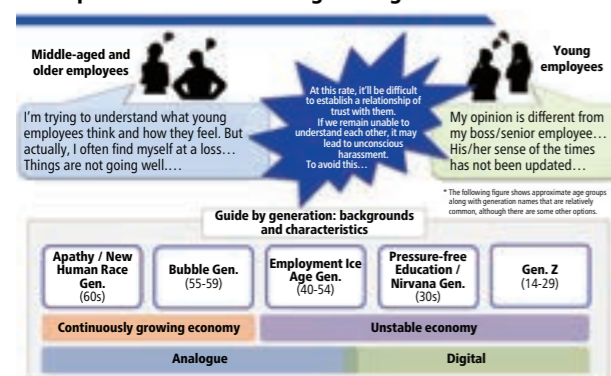 Middle-aged and
older employees
Young
employees
I'm trying to understand what young
employees think and how they feel. But
actually, I often find myself at a loss…
Things are not going well….
At this rate, it'll be difficult
to establish a relationship of
trust with them.
If we remain unable to
understand each other, it may
lead to unconscious
harassment.
To avoid this…
My opinion is different from
my boss/senior employee…
His/her sense of the times
has not been updated…
* The following figure shows approximate age groups
along with generation names that are relatively
common, although there are some other options.
Guide by generation: backgrounds
and characteristics
Apathy / New
Human Race
Gen.
(60s)
Bubble Gen.
(55-59)
Employment Ice
Age Gen.
(40-54)
Pressure-free
Education /
Nirvana Gen.
(30s)
Gen. Z
(14-29)
Continuously growing economy
Unstable economy
Analogue
Digital